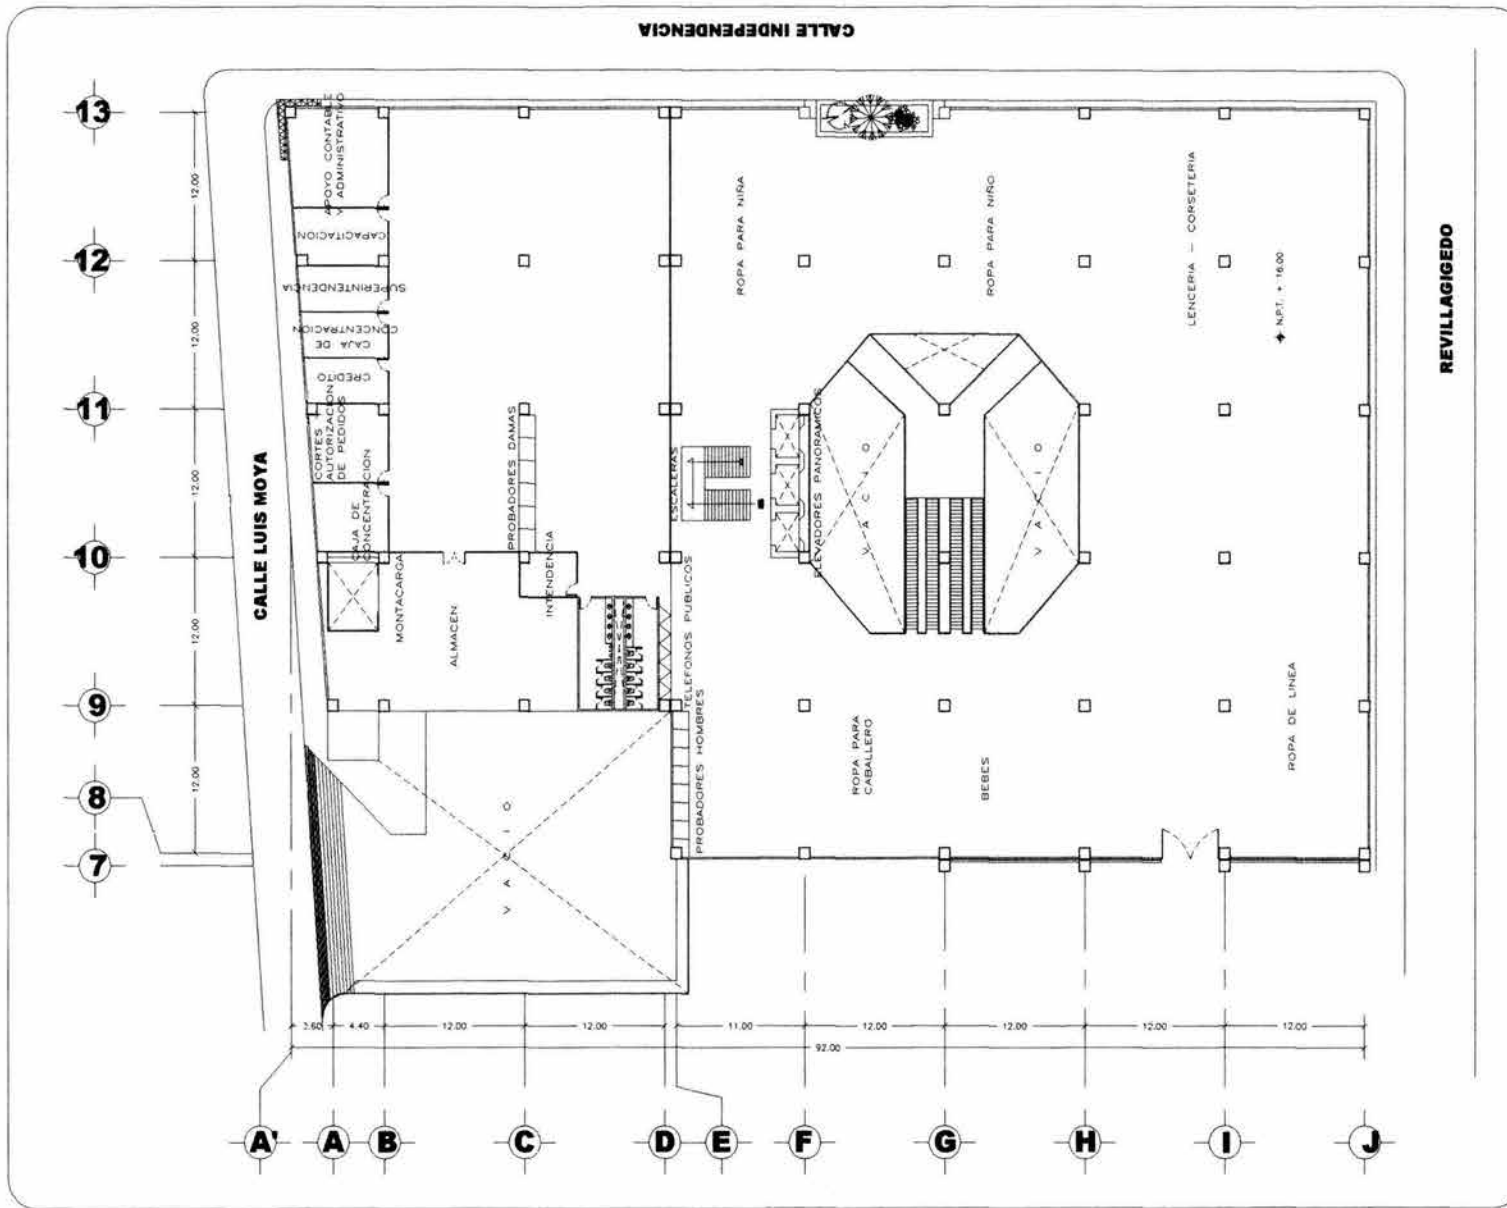 CALLE INDEPENDENCIA
13
12
11
10
9
8
7
12.00
12.00
12.00
12.00
12.00
CALLE LUIS MOYA
REVILLAGIGEDO
APOYO CONTABLE
Y ADMINISTRATIVO
CAPACITACION
SUPERINTENDENCIA
CAJA DE
CONCENTRACION
CREDITO
CORTES
AUTORIZACION
DE PEDIDOS
CAJA DE
CONCENTRACION
MONTACARGA
ALMACEN
PROBADORES DAMAS
INTENDENCIA
ESCALERAS
TELEFONOS PUBLICOS
PROBADORES HOMBRES
ELEVADORES PANORAMICOS
ROPA PARA NIÑA
ROPA PARA NIÑO
LENCERIA - CORSETERIA
N.P.T. + 16.00
VACIO
VACIO
VACIO
ROPA PARA
CABALLERO
BEBES
ROPA DE LINEA
3.60
4.40
12.00
12.00
11.00
12.00
12.00
12.00
12.00
92.00
A'
A
B
C
D
E
F
G
H
I
J